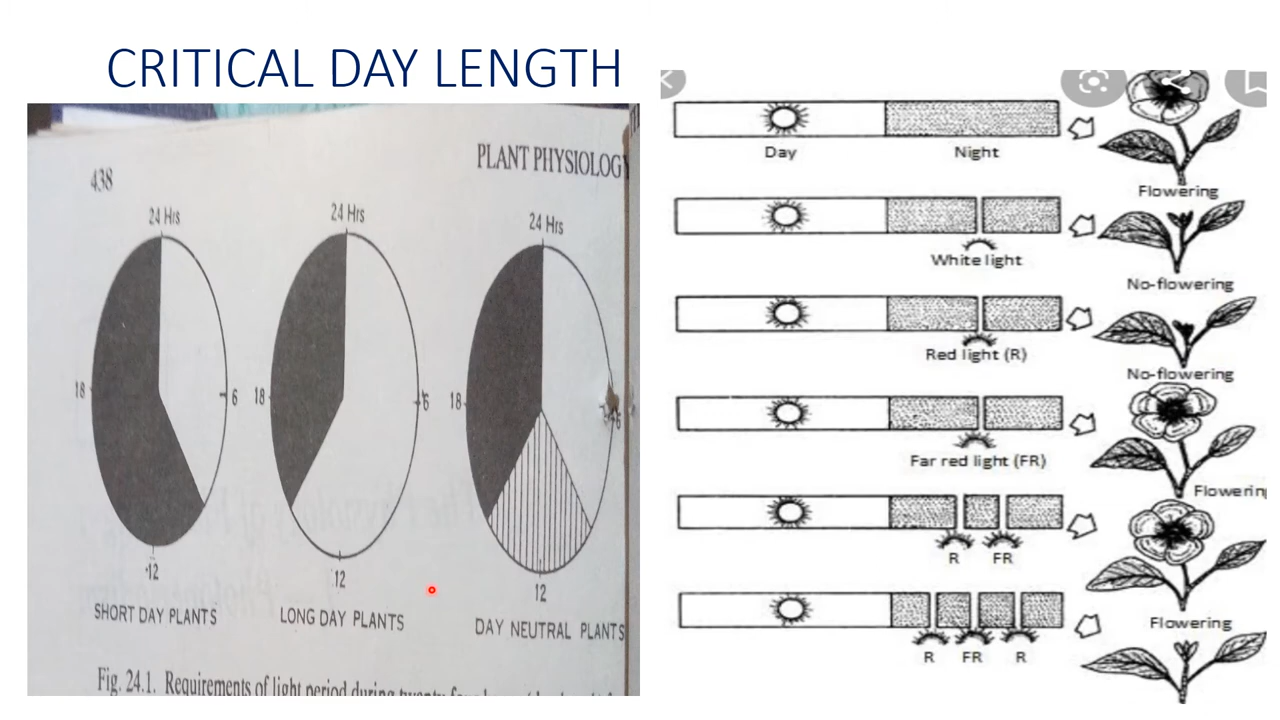 CRITICAL DAY LENGTH
438
PLANT PHYSIOLOGY
24 Hrs
18
6
12
SHORT DAY PLANTS
24 Hrs
18
6
12
LONG DAY PLANTS
24 Hrs
18
6
12
DAY NEUTRAL PLANTS
Fig. 24.1. Requirements of light period during
Day
Night
Flowering
White light
No-flowering
Red light (R)
No-flowering
Far red light (FR)
Flowering
R
FR
Flowering
R
FR
R